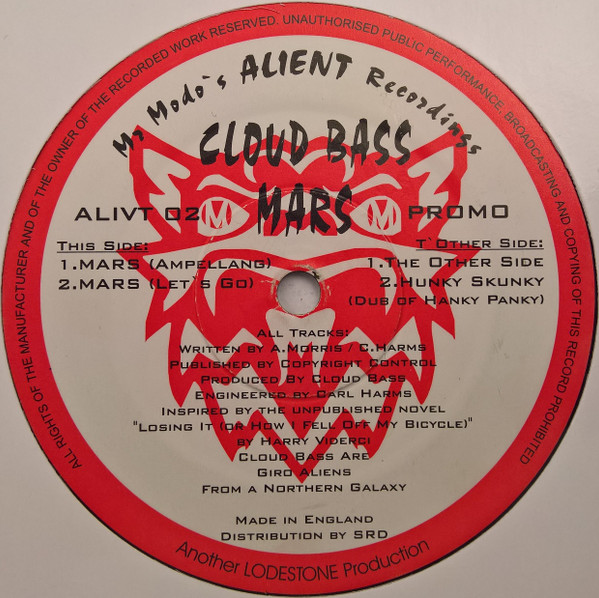 ALL RIGHTS OF THE MANUFACTURER AND OF THE OWNER OF THE RECORDED WORK RESERVED. UNAUTHORISED PUBLIC PERFORMANCE, BROADCASTING AND COPYING OF THIS RECORD PROHIBITED
Mr Modo`s ALIENT Recordings
CLOUD BASS
MARS
ALIVT 02
M
M
PROMO
This Side:
1.MARS (Ampellang)
2.MARS (Let`s Go)
T`Other Side:
1.The Other Side
2.Hunky Skunky
(Dub of Hanky Panky)
All Tracks:
Written by A.Morris / C.Harms
Published by Copyright Control
Produced By Cloud Bass
Engineered by Carl Harms
Inspired by the unpublished novel
"Losing It (or How I Fell Off My Bicycle)"
by Harry Viderci
Cloud Bass Are
Giro Aliens
From a Northern Galaxy
Made in England
Distribution by SRD
Another LODESTONE Production